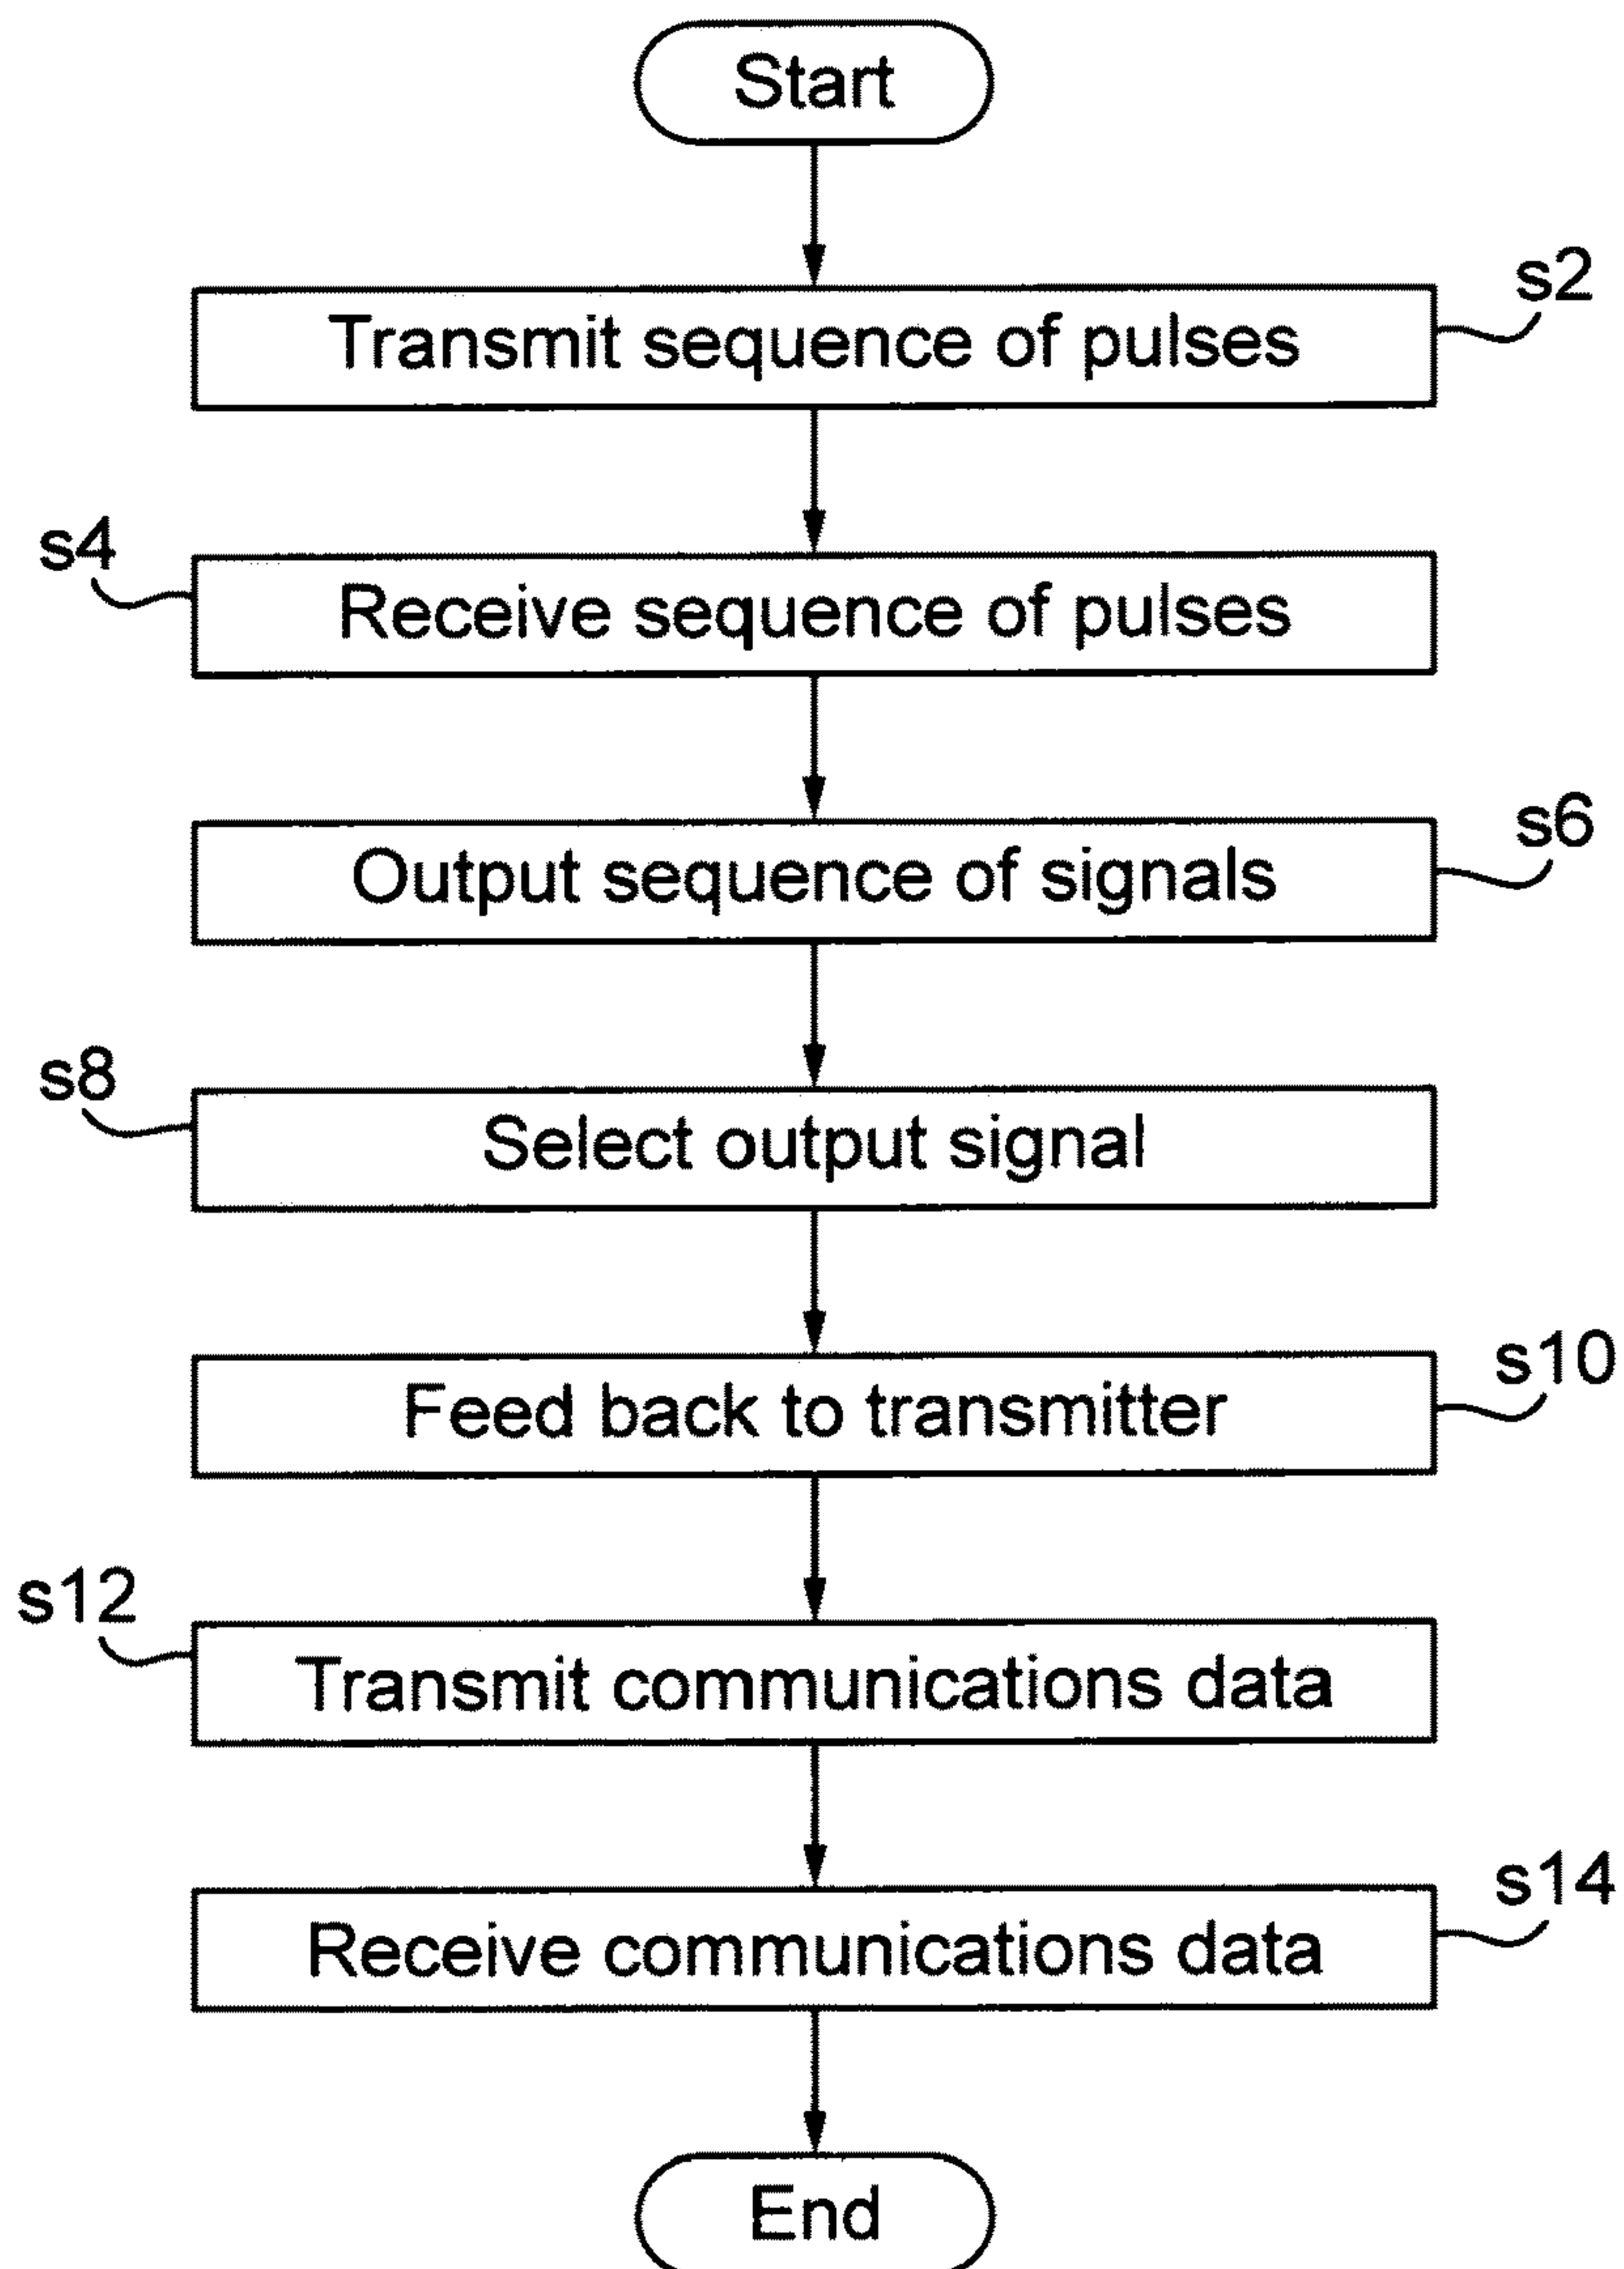 Start
s2
Transmit sequence of pulses
s4
Receive sequence of pulses
s6
Output sequence of signals
s8
Select output signal
s10
Feed back to transmitter
s12
Transmit communications data
s14
Receive communications data
End